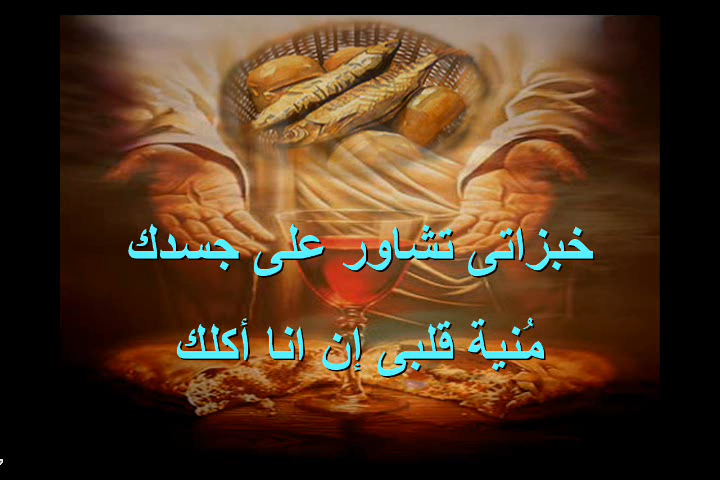 خبزاتى تشاور على جسدك
مُنية قلبى إن انا أكلك